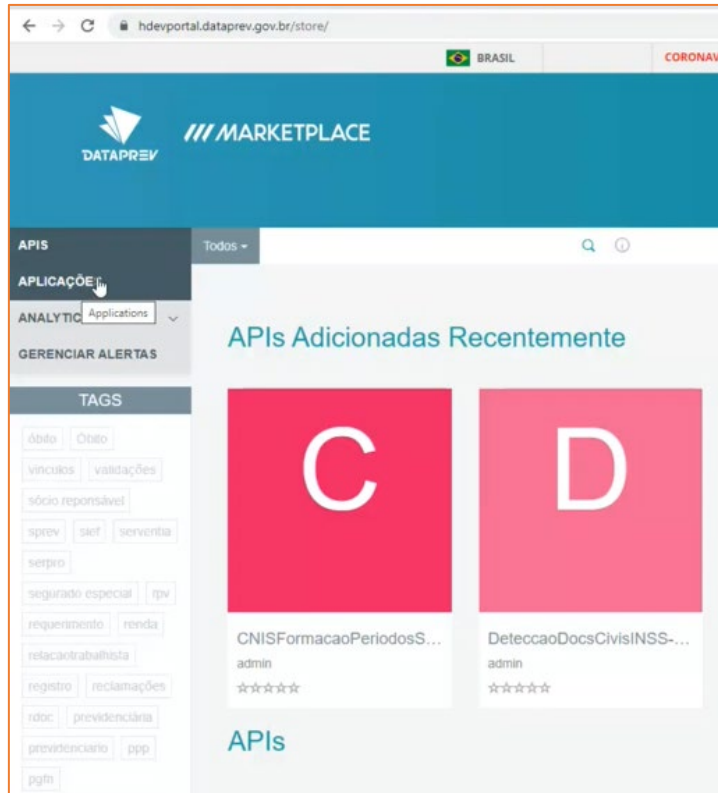 hdevportal.dataprev.gov.br/store/
BRASIL
CORONAV
DATAPREV
MARKETPLACE
APIS
Todos
APLICAÇÕE
ANALYTIC
Applications
GERENCIAR ALERTAS
APIs Adicionadas Recentemente
TAGS
óbito Óbito
vinculos validações
sócio reponsável
sprev sief serventia
serpro
segurado especial rpv
requerimento renda
relacaotrabalhista
registro reclamações
rdoc previdenciária
previdenciario ppp
pgfn
C
D
CNISFormacaoPeriodosS...
admin
DeteccaoDocsCivisINSS-...
admin
APIs